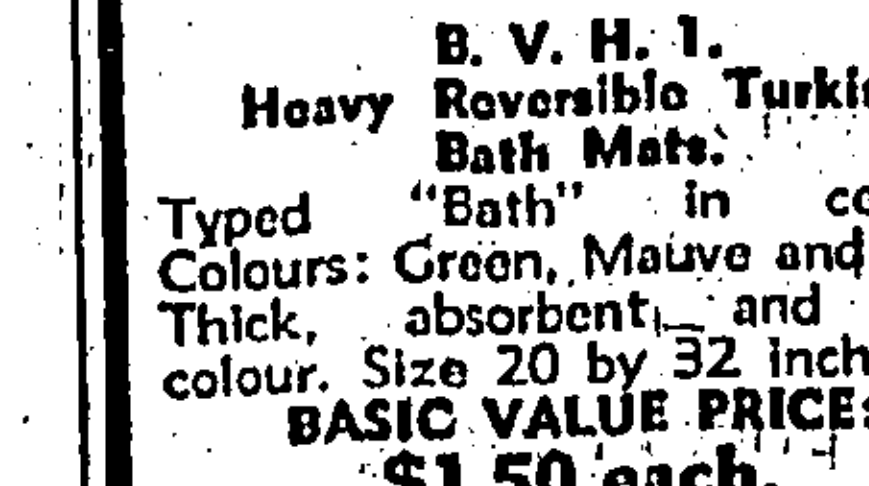 B. V. H. 1.
Heavy Reversible Turki
Bath Mats.
Typed "Bath" in co
Colours: Green, Mauve and
Thick, absorbent, and
colour. Size 20 by 32 inch
BASIC VALUE PRICE:
$1.50 each.